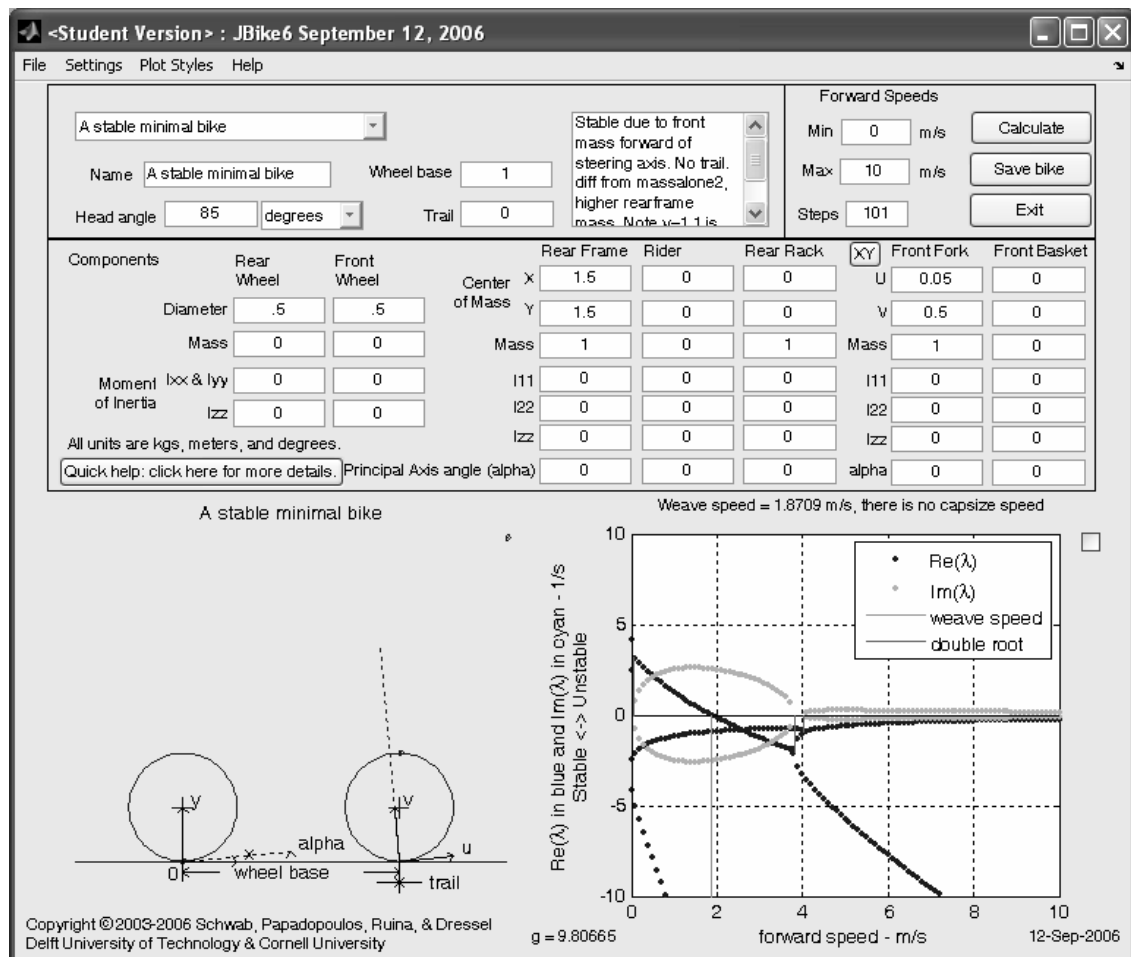 <Student Version> : JBike6 September 12, 2006
File Settings Plot Styles Help
A stable minimal bike
Name A stable minimal bike
Wheel base 1
Head angle 85 degrees
Trail 0
Stable due to front
mass forward of
steering axis. No trail.
diff from massalone2,
higher rearframe
mass. Note v=1.1 is
Forward Speeds
Min 0 m/s
Max 10 m/s
Steps 101
Calculate
Save bike
Exit
Components
Rear Wheel
Front Wheel
Diameter .5 .5
Mass 0 0
Moment of Inertia
Ixx & Iyy 0 0
Izz 0 0
All units are kgs, meters, and degrees.
Quick help: click here for more details.
Rear Frame Rider Rear Rack
Center of Mass
X 1.5 0 0
Y 1.5 0 0
Mass 1 0 1
I11 0 0 0
I22 0 0 0
Izz 0 0 0
Principal Axis angle (alpha) 0 0 0
XY Front Fork Front Basket
U 0.05 0
V 0.5 0
Mass 1 0
I11 0 0
I22 0 0
Izz 0 0
alpha 0 0
A stable minimal bike
v
v
alpha
u
0
wheel base
trail
Copyright ©2003-2006 Schwab, Papadopoulos, Ruina, & Dressel
Delft University of Technology & Cornell University
Weave speed = 1.8709 m/s, there is no capsize speed
Re(λ) in blue and Im(λ) in cyan - 1/s
Stable <-> Unstable
10
5
0
-5
-10
Re(λ)
Im(λ)
weave speed
double root
0 2 4 6 8 10
g = 9.80665
forward speed - m/s
12-Sep-2006